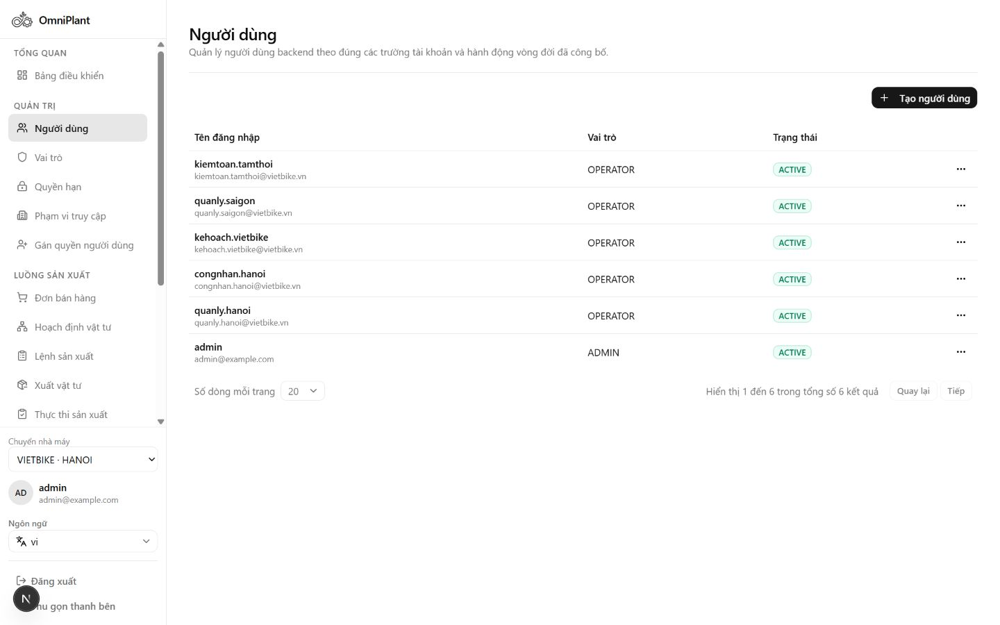 OmniPlant
TỔNG QUAN
Bảng điều khiển
QUẢN TRỊ
Người dùng
Vai trò
Quyền hạn
Phạm vi truy cập
Gán quyền người dùng
LUỒNG SẢN XUẤT
Đơn bán hàng
Hoạch định vật tư
Lệnh sản xuất
Xuất vật tư
Thực thi sản xuất
Chuyển nhà máy
VIETBIKE · HANOI
AD
admin
admin@example.com
Ngôn ngữ
vi
Đăng xuất
N
hu gọn thanh bên
Người dùng
Quản lý người dùng backend theo đúng các trường tài khoản và hành động vòng đời đã công bố.
+ Tạo người dùng
Tên đăng nhập Vai trò Trạng thái
kiemtoan.tamthoi OPERATOR ACTIVE
kiemtoan.tamthoi@vietbike.vn
quanly.saigon OPERATOR ACTIVE
quanly.saigon@vietbike.vn
kehoach.vietbike OPERATOR ACTIVE
kehoach.vietbike@vietbike.vn
congnhan.hanoi OPERATOR ACTIVE
congnhan.hanoi@vietbike.vn
quanly.hanoi OPERATOR ACTIVE
quanly.hanoi@vietbike.vn
admin ADMIN ACTIVE
admin@example.com
Số dòng mỗi trang 20 Hiển thị 1 đến 6 trong tổng số 6 kết quả Quay lại Tiếp